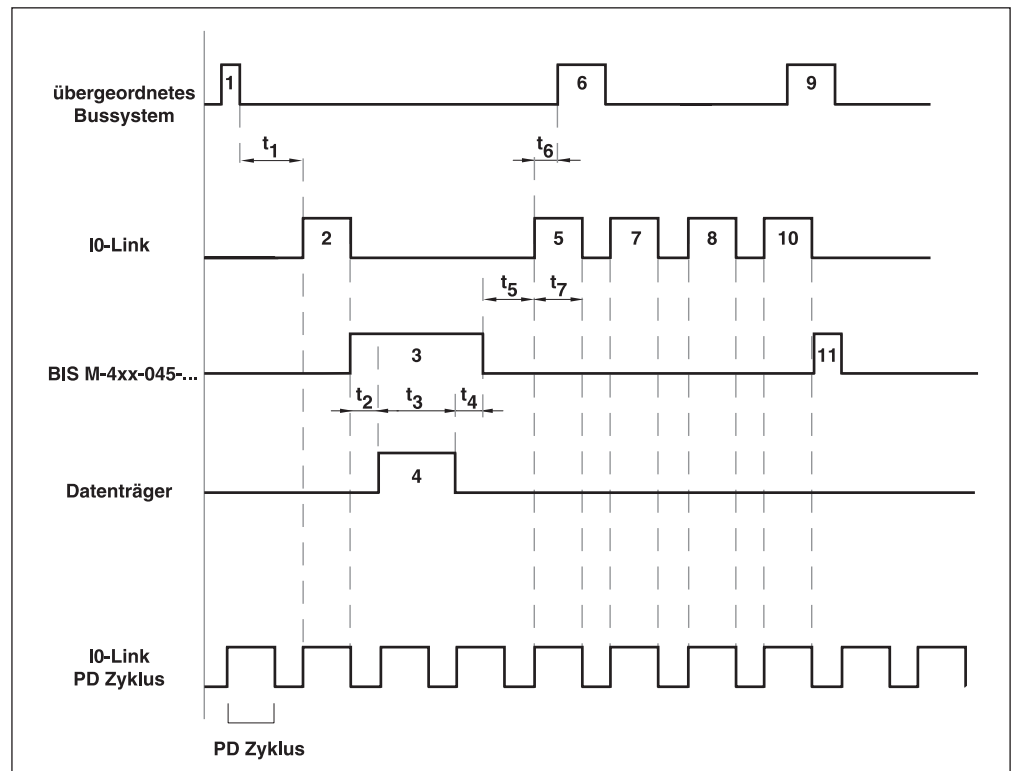 übergeordnetes
Bussystem
1
6
9
t1
t6
I0-Link
2
5
7
8
10
t5
t7
BIS M-4xx-045-...
3
11
t2
t3
t4
Datenträger
4
I0-Link
PD Zyklus
PD Zyklus